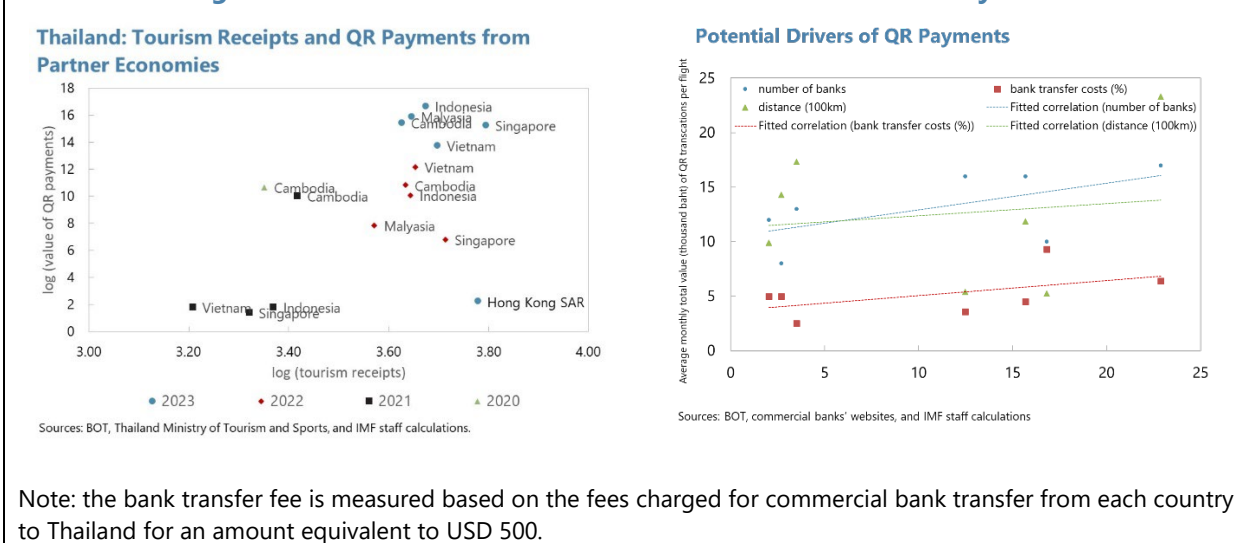 Thailand: Tourism Receipts and QR Payments from
Partner Economies
18
16
14
12
10
8
6
4
2
0
log (value of QR payments)
Indonesia
Malyasia
Cambodia
Singapore
Vietnam
Vietnam
Cambodia
Indonesia
Cambodia
Cambodia
Malyasia
Singapore
Vietnam
Indonesia
Singapore
Hong Kong SAR
3.00 3.20 3.40 3.60 3.80 4.00
log (tourism receipts)
2023 2022 2021 2020
Sources: BOT, Thailand Ministry of Tourism and Sports, and IMF staff calculations.
Potential Drivers of QR Payments
Average monthly total value (thousand baht) of QR transcations per flight
25
20
15
10
5
0
number of banks bank transfer costs (%)
distance (100km) Fitted correlation (number of banks)
Fitted correlation (bank transfer costs (%)) Fitted correlation (distance (100km))
0 5 10 15 20 25
Sources: BOT, commercial banks' websites, and IMF staff calculations
Note: the bank transfer fee is measured based on the fees charged for commercial bank transfer from each country
to Thailand for an amount equivalent to USD 500.